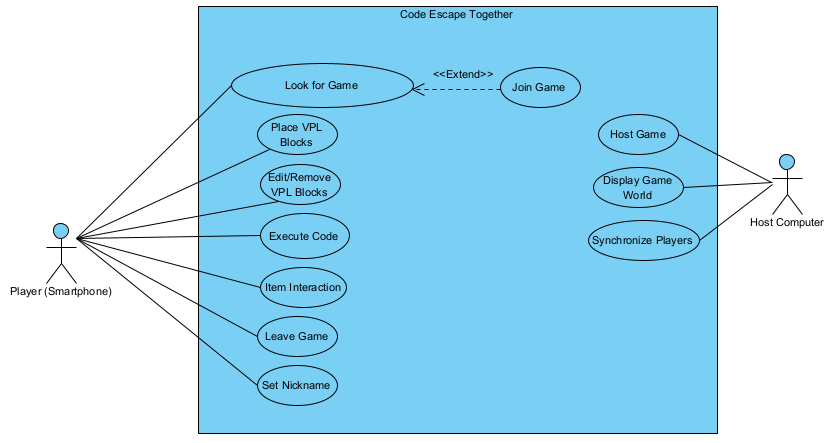 Code Escape Together
Look for Game
<<Extend>>
Join Game
Place VPL
Blocks
Edit/Remove
VPL Blocks
Execute Code
Item Interaction
Leave Game
Set Nickname
Player (Smartphone)
Host Game
Display Game
World
Synchronize Players
Host Computer